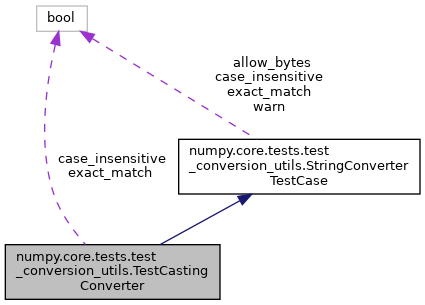 bool
allow_bytes
case_insensitive
exact_match
warn
numpy.core.tests.test
_conversion_utils.StringConverter
TestCase
case_insensitive
exact_match
numpy.core.tests.test
_conversion_utils.TestCasting
Converter